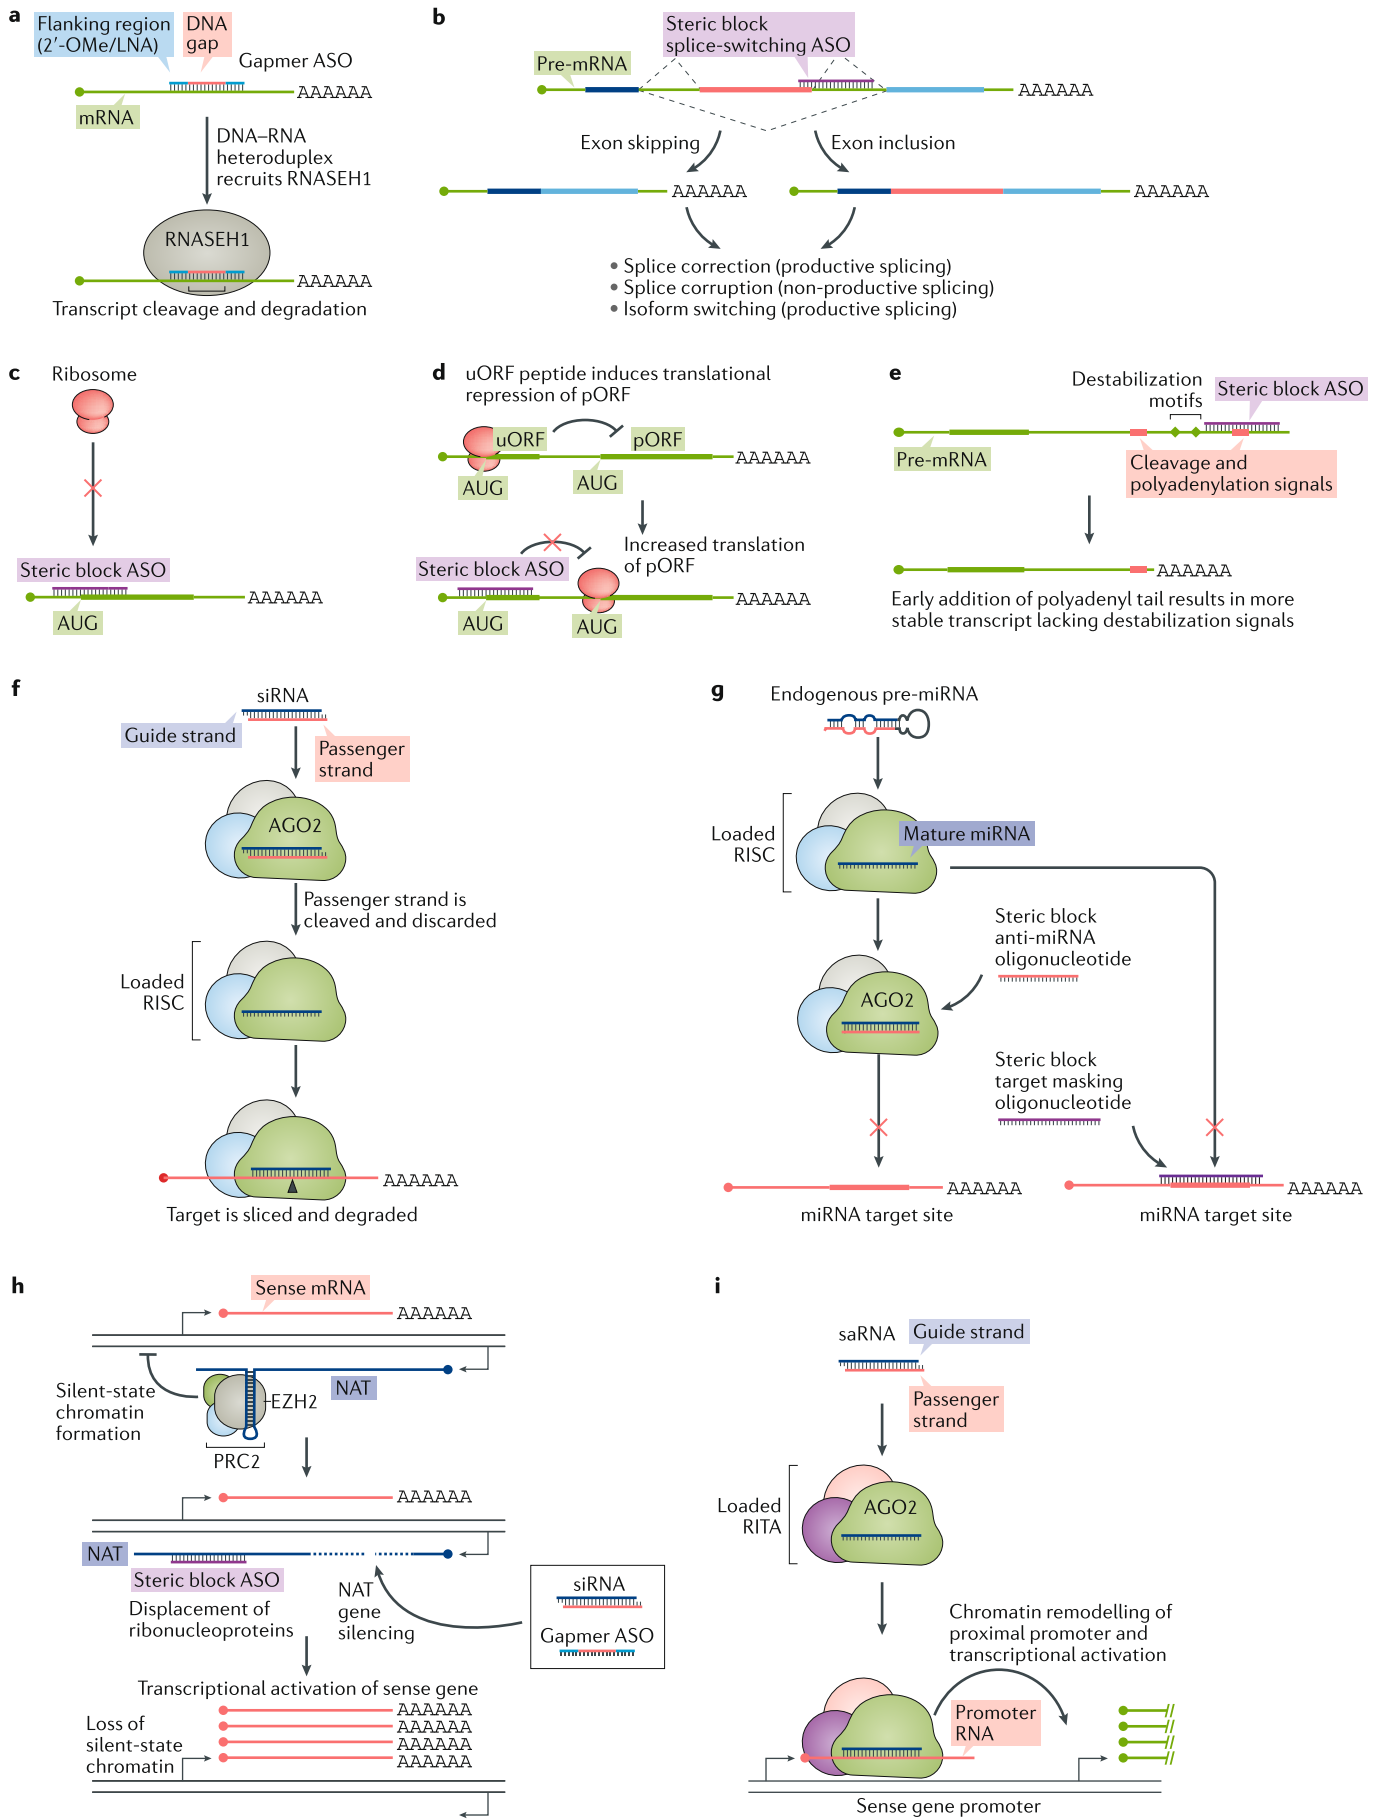 a
Flanking region
(2′-OMe/LNA)
DNA
gap
Gapmer ASO
AAAAAA
mRNA
DNA–RNA
heteroduplex
recruits RNASEH1
RNASEH1
AAAAAA
Transcript cleavage and degradation
b
Steric block
splice-switching ASO
Pre-mRNA
AAAAAA
Exon skipping
Exon inclusion
AAAAAA
AAAAAA
• Splice correction (productive splicing)
• Splice corruption (non-productive splicing)
• Isoform switching (productive splicing)
c
Ribosome
Steric block ASO
AAAAAA
AUG
d
uORF peptide induces translational
repression of pORF
uORF
pORF
AAAAAA
AUG
AUG
Increased translation
of pORF
Steric block ASO
AAAAAA
AUG
AUG
e
Destabilization
motifs
Steric block ASO
Pre-mRNA
Cleavage and
polyadenylation signals
AAAAAA
Early addition of polyadenyl tail results in more
stable transcript lacking destabilization signals
f
siRNA
Guide strand
Passenger
strand
AGO2
Passenger strand is
cleaved and discarded
Loaded
RISC
AAAAAA
Target is sliced and degraded
g
Endogenous pre-miRNA
Loaded
RISC
Mature miRNA
Steric block
anti-miRNA
oligonucleotide
AGO2
Steric block
target masking
oligonucleotide
AAAAAA
AAAAAA
miRNA target site
miRNA target site
h
Sense mRNA
AAAAAA
Silent-state
chromatin
formation
EZH2
NAT
PRC2
AAAAAA
NAT
Steric block ASO
Displacement of
ribonucleoproteins
NAT
gene
silencing
siRNA
Gapmer ASO
Transcriptional activation of sense gene
Loss of
silent-state
chromatin
AAAAAA
AAAAAA
AAAAAA
AAAAAA
i
saRNA
Guide strand
Passenger
strand
Loaded
RITA
AGO2
Chromatin remodelling of
proximal promoter and
transcriptional activation
Promoter
RNA
Sense gene promoter